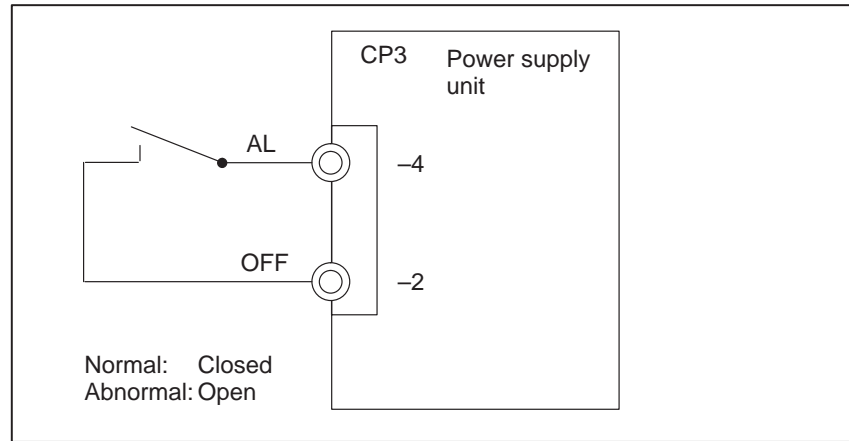 CP3
Power supply
unit
AL
–4
OFF
–2
Normal: Closed
Abnormal: Open